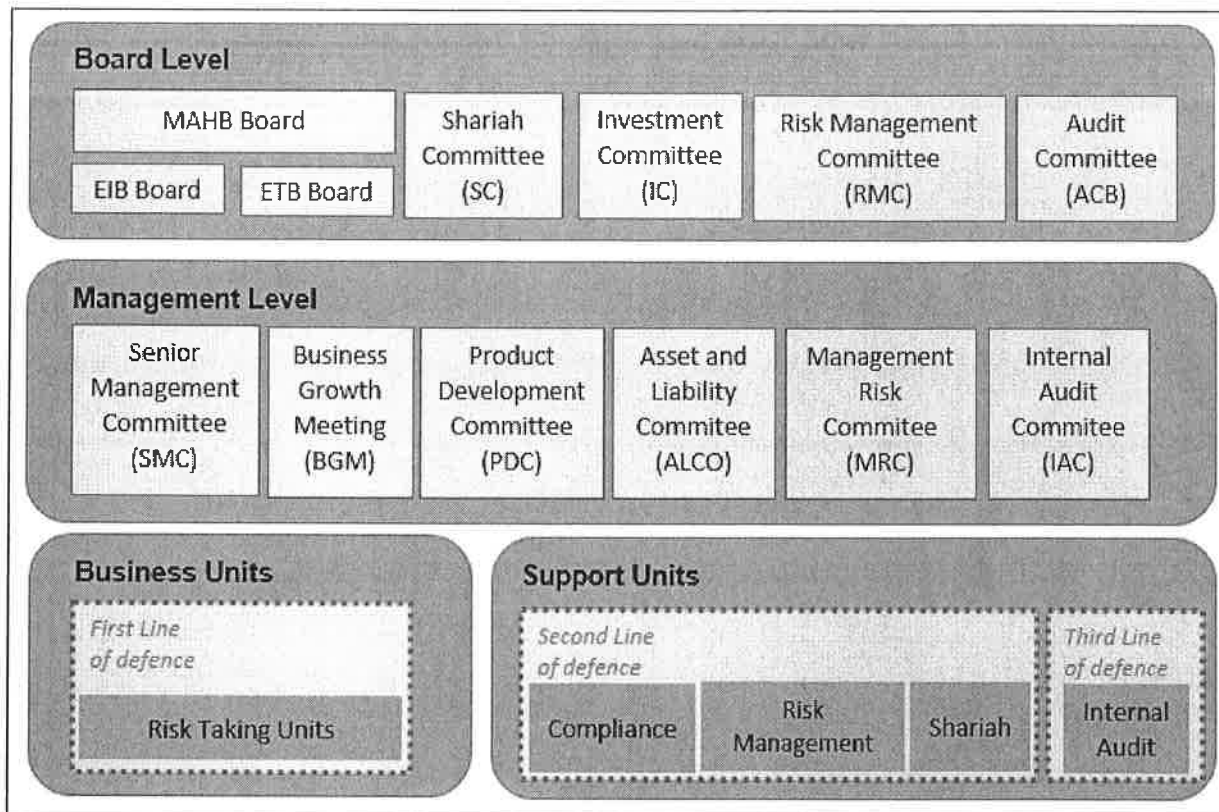 Board Level
MAHB Board
EIB Board
ETB Board
Shariah
Committee
(SC)
Investment
Committee
(IC)
Risk Management
Committee
(RMC)
Audit
Committee
(ACB)
Management Level
Senior
Management
Committee
(SMC)
Business
Growth
Meeting
(BGM)
Product
Development
Committee
(PDC)
Asset and
Liability
Commitee
(ALCO)
Management
Risk
Commitee
(MRC)
Internal
Audit
Commitee
(IAC)
Business Units
First Line
of defence
Risk Taking Units
Support Units
Second Line
of defence
Compliance
Risk
Management
Shariah
Third Line
of defence
Internal
Audit